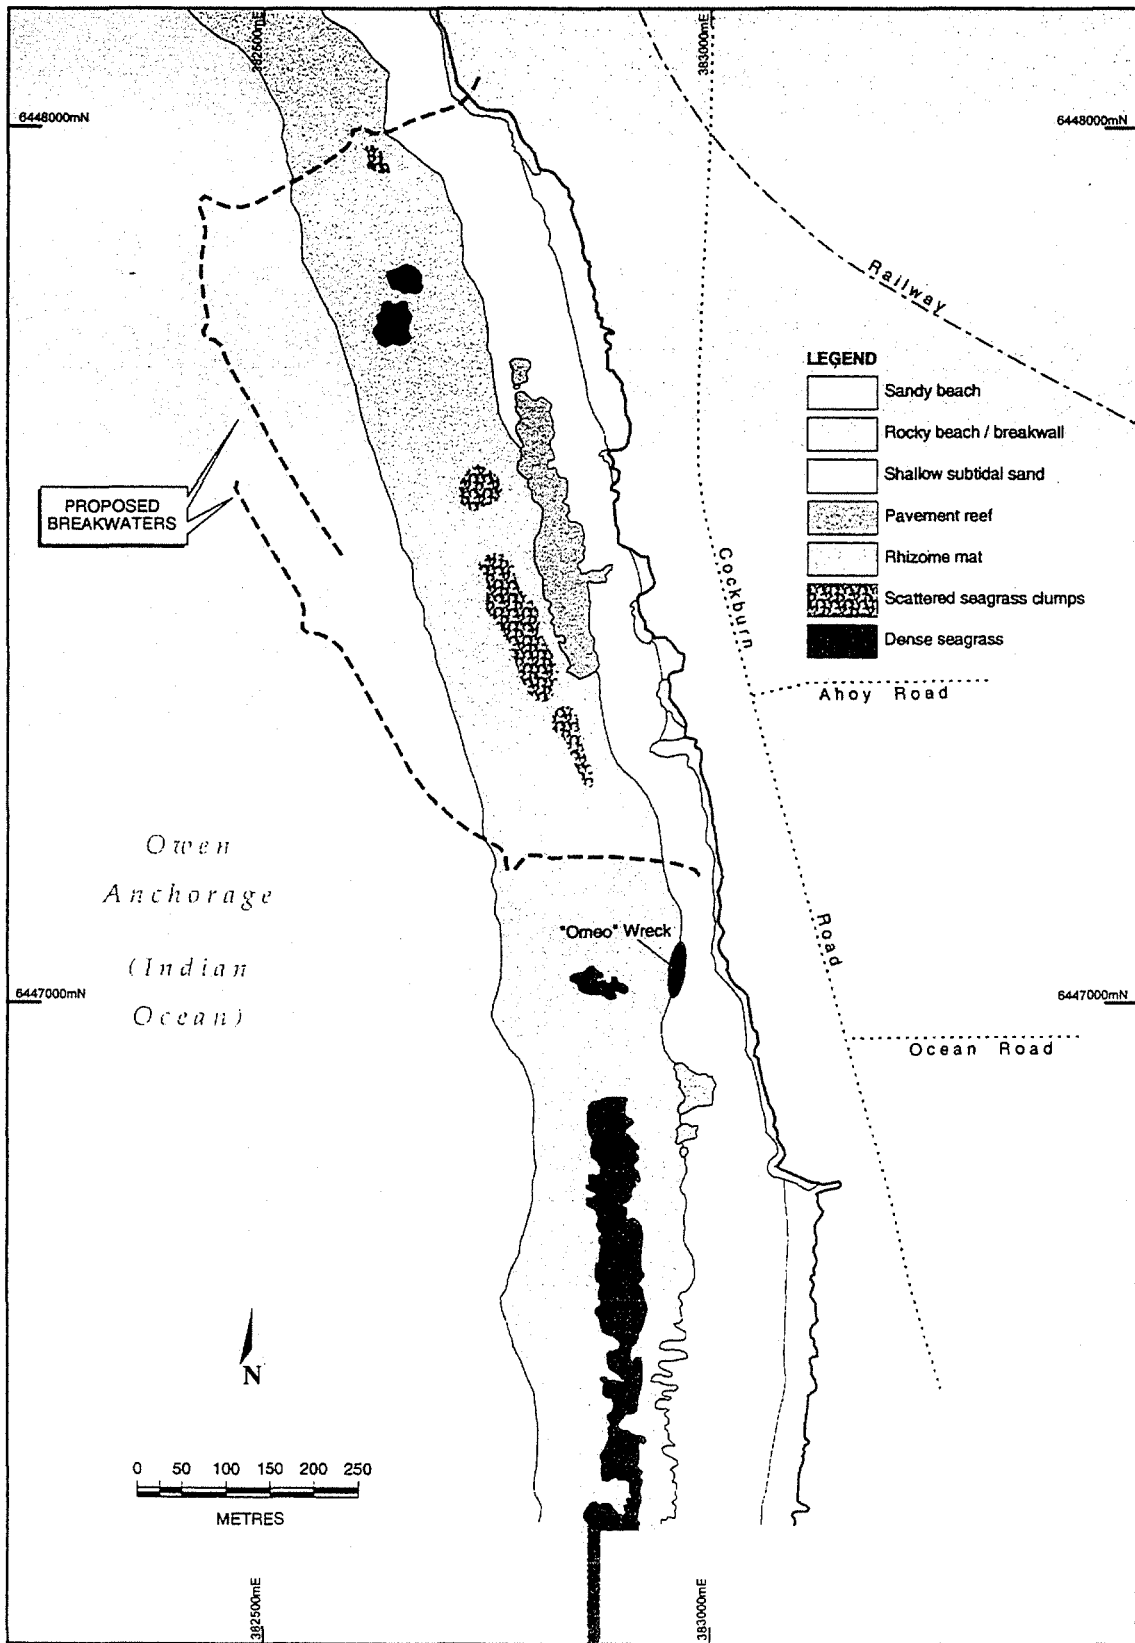 382500mE
383000mE
6448000mN
6448000mN
Railway
LEGEND
Sandy beach
Rocky beach / breakwall
Shallow subtidal sand
Pavement reef
Rhizome mat
Scattered seagrass clumps
Dense seagrass
PROPOSED
BREAKWATERS
Cockburn
Road
Ahoy Road
Owen
Anchorage
(Indian
Ocean)
"Omeo" Wreck
6447000mN
6447000mN
Ocean Road
N
0 50 100 150 200 250
METRES
382500mE
383000mE